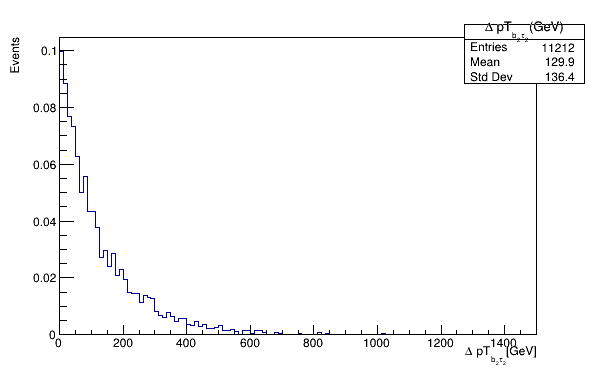 Δ pT_{b₂τ₂}(GeV)
Entries 11212
Mean 129.9
Std Dev 136.4
Events
0.1
0.08
0.06
0.04
0.02
0
0 200 400 600 800 1000 1200 1400
Δ pT_{b₂τ₂}[GeV]